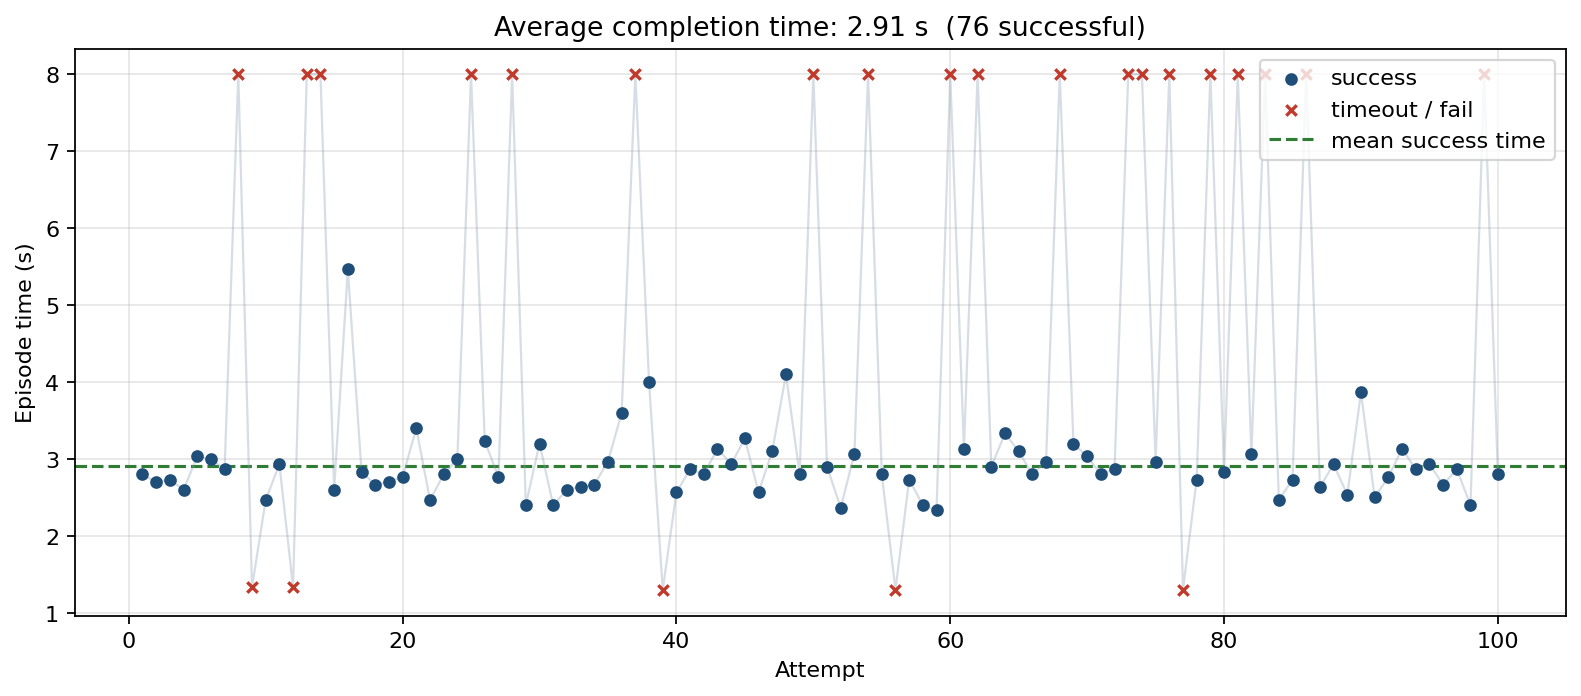 Average completion time: 2.91 s  (76 successful)
8
7
6
5
4
3
2
1
Episode time (s)
success
timeout / fail
mean success time
0
20
40
60
80
100
Attempt